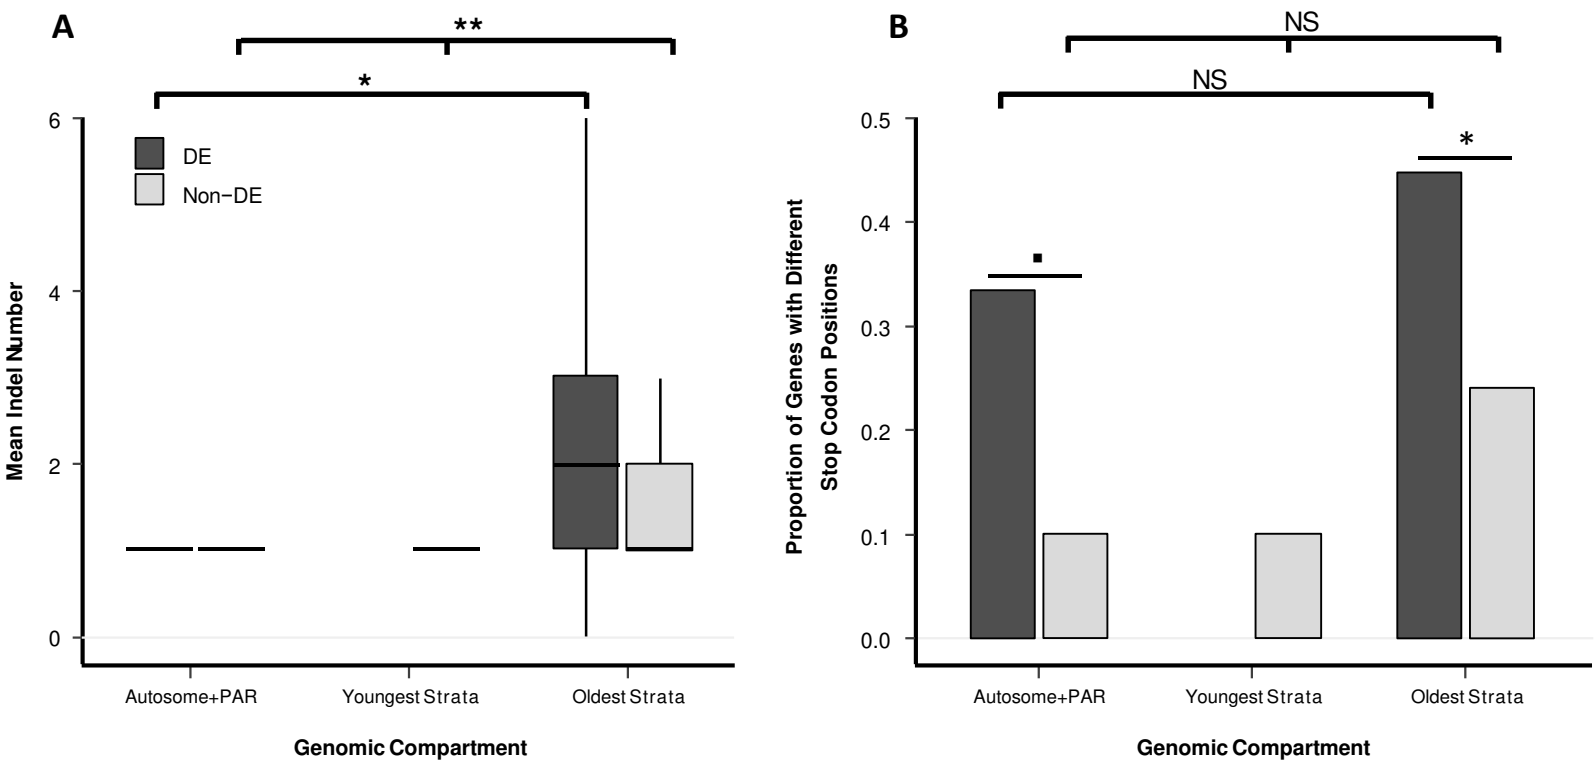 A
**
*
6
4
2
0
DE
Non−DE
Mean Indel Number
Autosome+PAR
Youngest Strata
Oldest Strata
Genomic Compartment
B
NS
NS
*
0.5
0.4
0.3
0.2
0.1
0.0
Proportion of Genes with Different
Stop Codon Positions
Autosome+PAR
Youngest Strata
Oldest Strata
Genomic Compartment